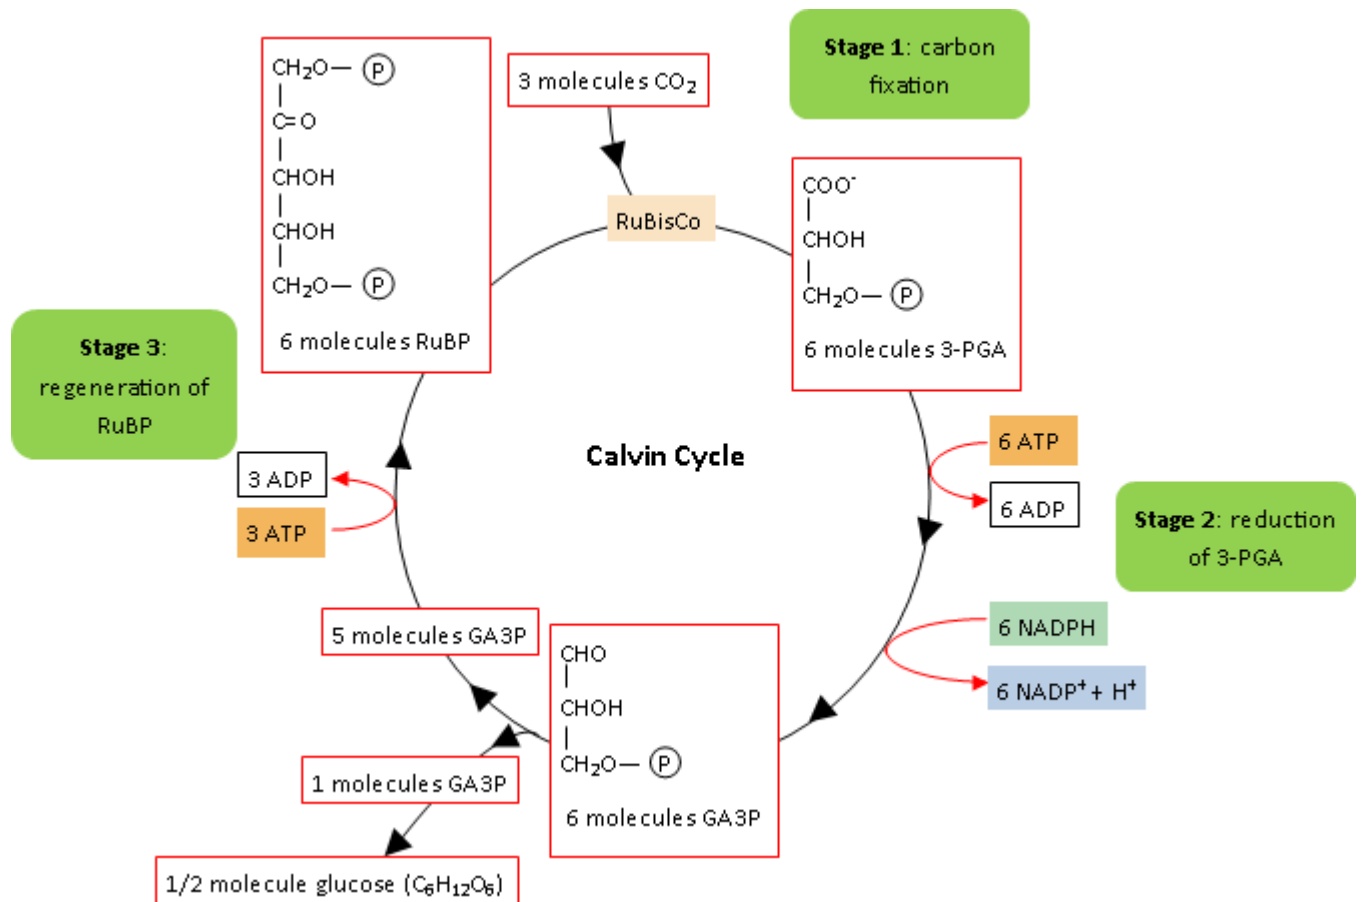 Stage 1: carbon
fixation
3 molecules CO₂
CH₂O— P
C=O
CHOH
CHOH
CH₂O— P
6 molecules RuBP
RuBisCo
COO⁻
CHOH
CH₂O— P
6 molecules 3-PGA
Stage 3:
regeneration of
RuBP
Calvin Cycle
6 ATP
6 ADP
3 ADP
3 ATP
Stage 2: reduction
of 3-PGA
6 NADPH
6 NADP⁺ + H⁺
5 molecules GA3P
CHO
CHOH
CH₂O— P
6 molecules GA3P
1 molecules GA3P
1/2 molecule glucose (C₆H₁₂O₆)